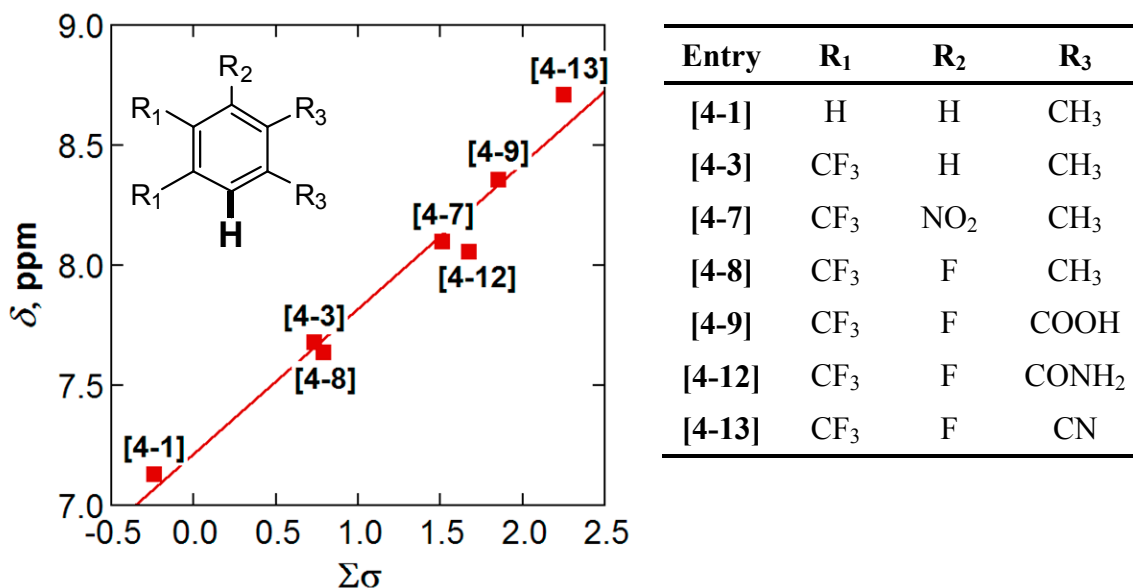 9.0
8.5
8.0
7.5
7.0
δ, ppm
-0.5 0.0 0.5 1.0 1.5 2.0 2.5
Σσ
R₂
R₁ R₃
R₁ R₃
H
[4-13]
[4-9]
[4-7]
[4-12]
[4-3]
[4-8]
[4-1]
Entry R₁ R₂ R₃
[4-1] H H CH₃
[4-3] CF₃ H CH₃
[4-7] CF₃ NO₂ CH₃
[4-8] CF₃ F CH₃
[4-9] CF₃ F COOH
[4-12] CF₃ F CONH₂
[4-13] CF₃ F CN